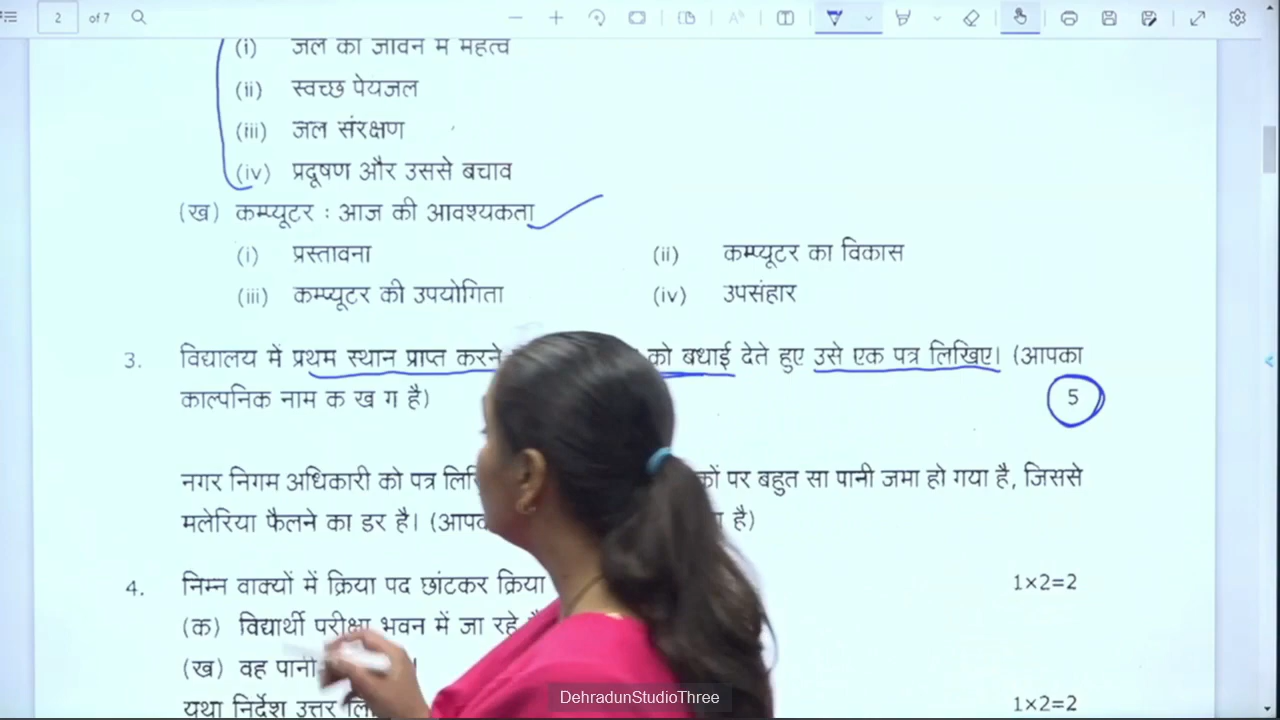 2 of 7
(i) जल का जीवन में महत्व
(ii) स्वच्छ पेयजल
(iii) जल संरक्षण
(iv) प्रदूषण और उससे बचाव
(ख) कम्प्यूटर : आज की आवश्यकता
(i) प्रस्तावना (ii) कम्प्यूटर का विकास
(iii) कम्प्यूटर की उपयोगिता (iv) उपसंहार
3. विद्यालय में प्रथम स्थान प्राप्त करने को बधाई देते हुए उसे एक पत्र लिखिए। (आपका
काल्पनिक नाम क ख ग है) 5
नगर निगम अधिकारी को पत्र पर बहुत सा पानी जमा हो गया है, जिससे
मलेरिया फैलने का डर है। है)
4. निम्न वाक्यों में क्रिया पद छांटकर क्रिया 1×2=2
(क) विद्यार्थी परीक्षा भवन में जा रहे
(ख) वह पानी
यथा निर्देश उत्तर 1×2=2
DehradunStudioThree